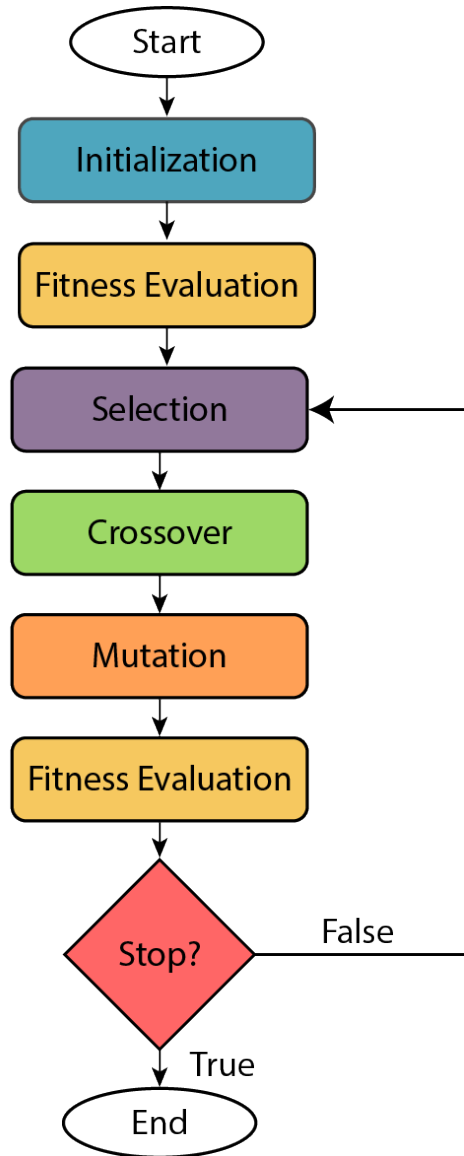 Start
Initialization
Fitness Evaluation
Selection
Crossover
Mutation
Fitness Evaluation
Stop?
False
True
End